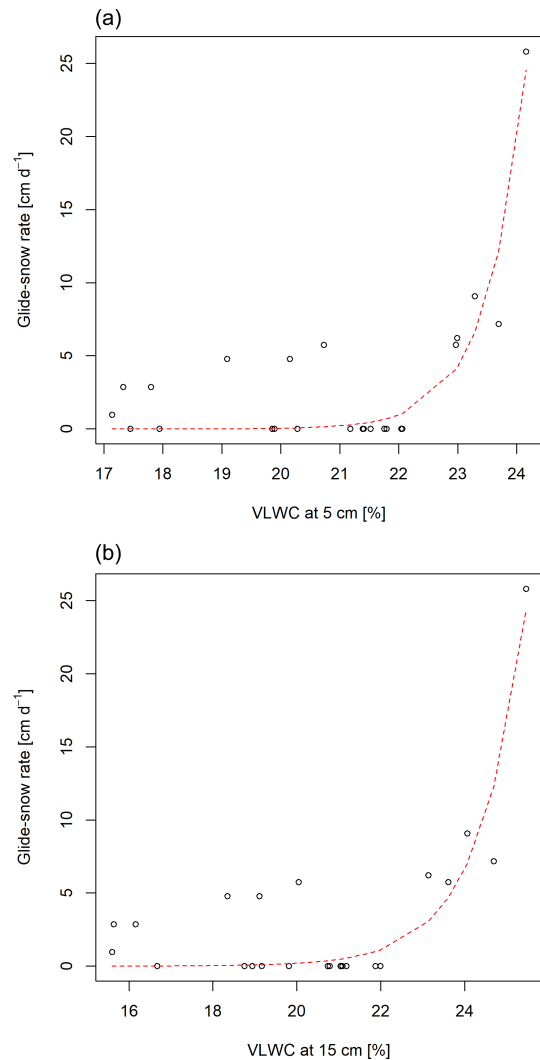 (a)
Glide-snow rate [cm d⁻¹]
25
20
15
10
5
0
17 18 19 20 21 22 23 24
VLWC at 5 cm [%]
(b)
Glide-snow rate [cm d⁻¹]
25
20
15
10
5
0
16 18 20 22 24
VLWC at 15 cm [%]